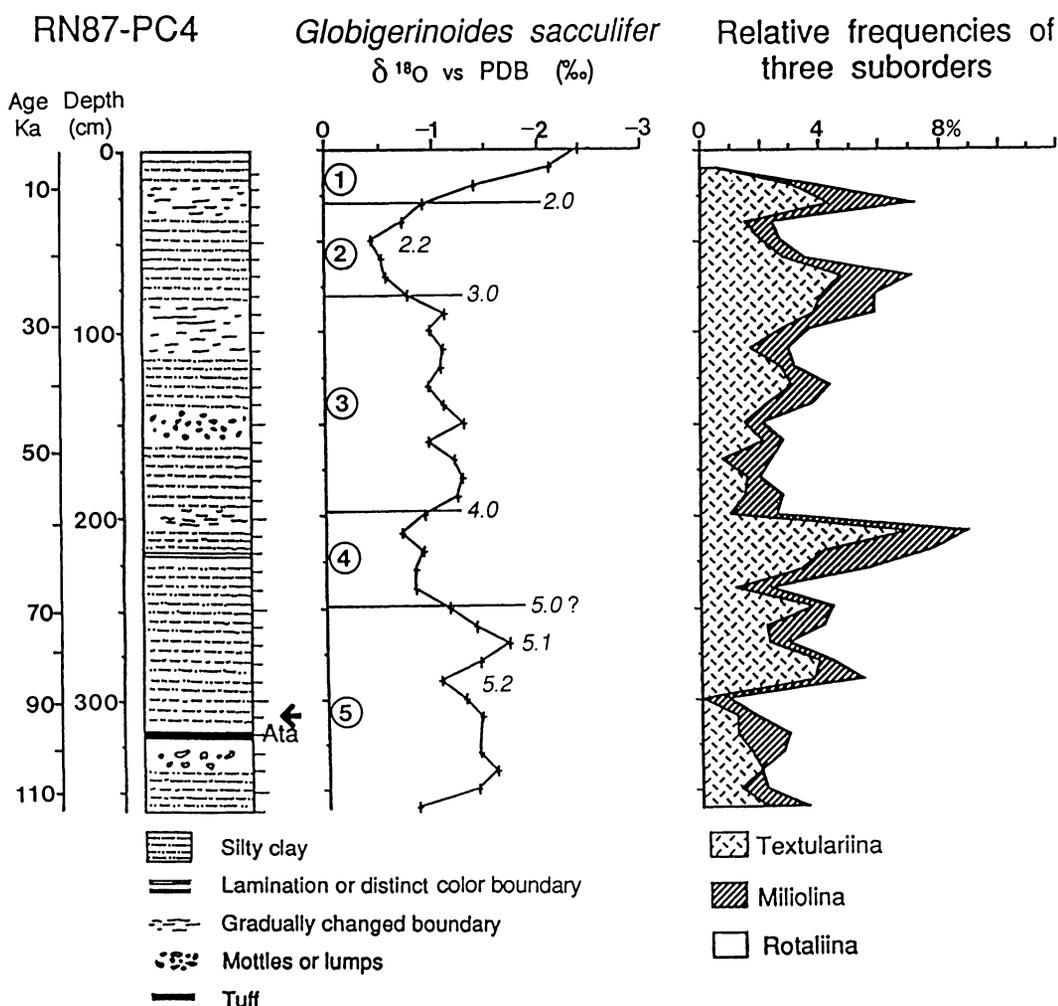 RN87-PC4
Globigerinoides sacculifer
δ ¹⁸O vs PDB (‰)
Relative frequencies of
three suborders
Age
Ka
Depth
(cm)
0 −1 −2 −3
0 4 8%
0
10
30
50
70
90
110
100
200
300
Ata
1
2
3
4
5
2.0
2.2
3.0
4.0
5.0 ?
5.1
5.2
Silty clay
Lamination or distinct color boundary
Gradually changed boundary
Mottles or lumps
Tuff
Textulariina
Miliolina
Rotaliina